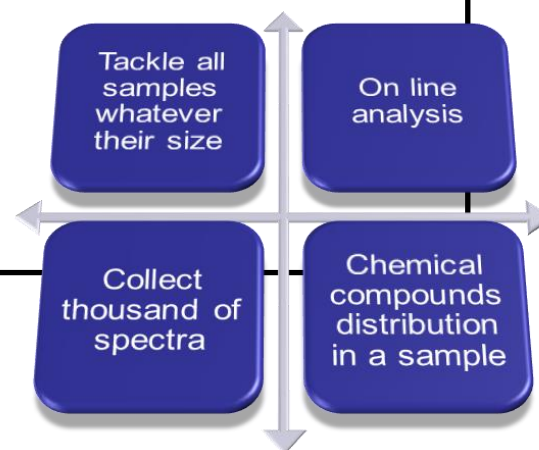 Tackle all
samples
whatever
their size
On line
analysis
Collect
thousand of
spectra
Chemical
compounds
distribution
in a sample